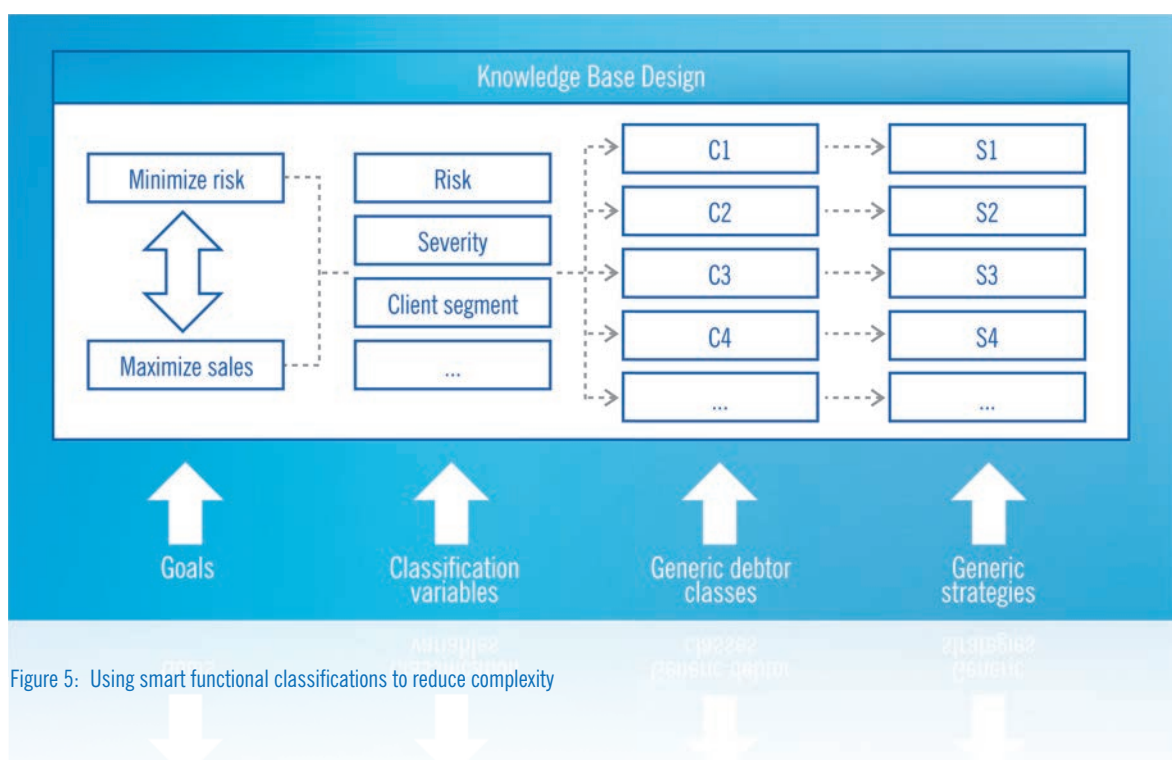 Knowledge Base Design
Minimize risk
Maximize sales
Risk
Severity
Client segment
...
C1
C2
C3
C4
...
S1
S2
S3
S4
...
Goals
Classification
variables
Generic debtor
classes
Generic
strategies
Figure 5: Using smart functional classifications to reduce complexity